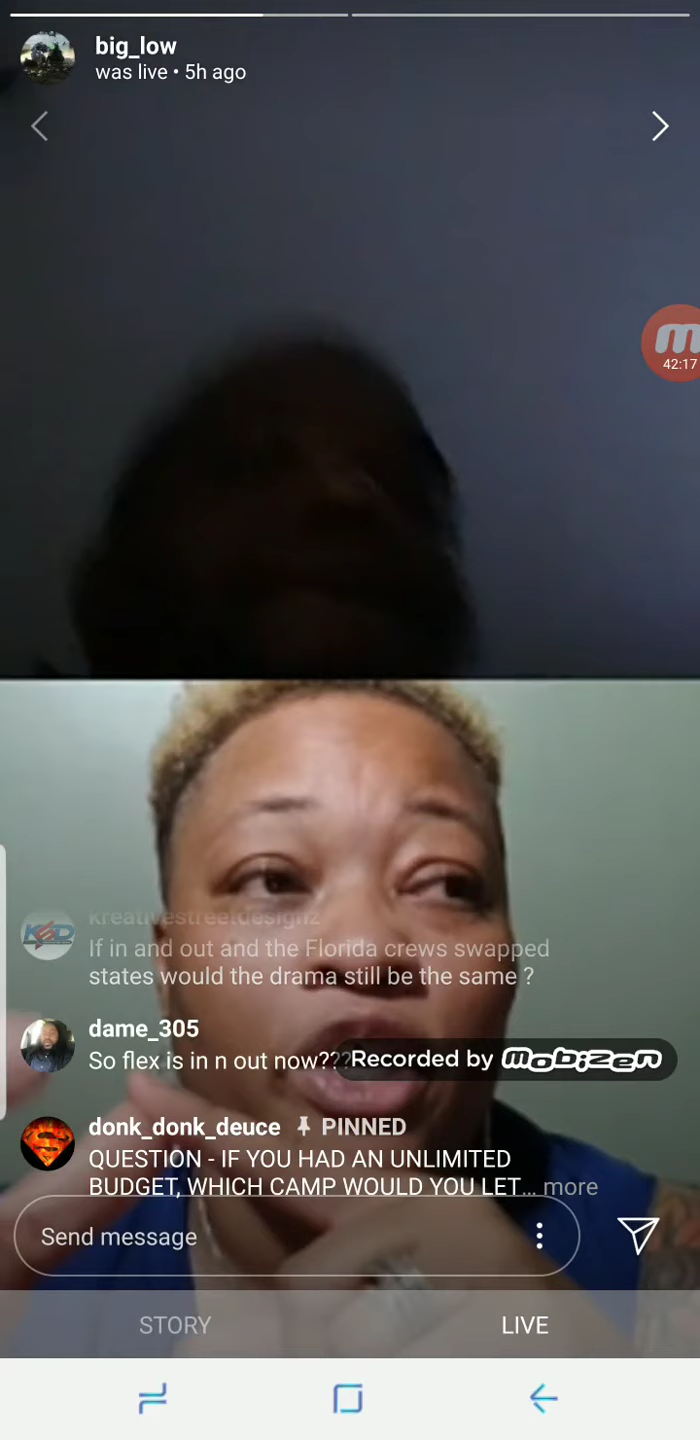 big_low
was live • 5h ago
m
42:17
kreativestreetdesignz
If in and out and the Florida crews swapped
states would the drama still be the same ?
dame_305
So flex is in n out now???
Recorded by mobizen
donk_donk_deuce PINNED
QUESTION - IF YOU HAD AN UNLIMITED
BUDGET, WHICH CAMP WOULD YOU LET... more
Send message
STORY LIVE